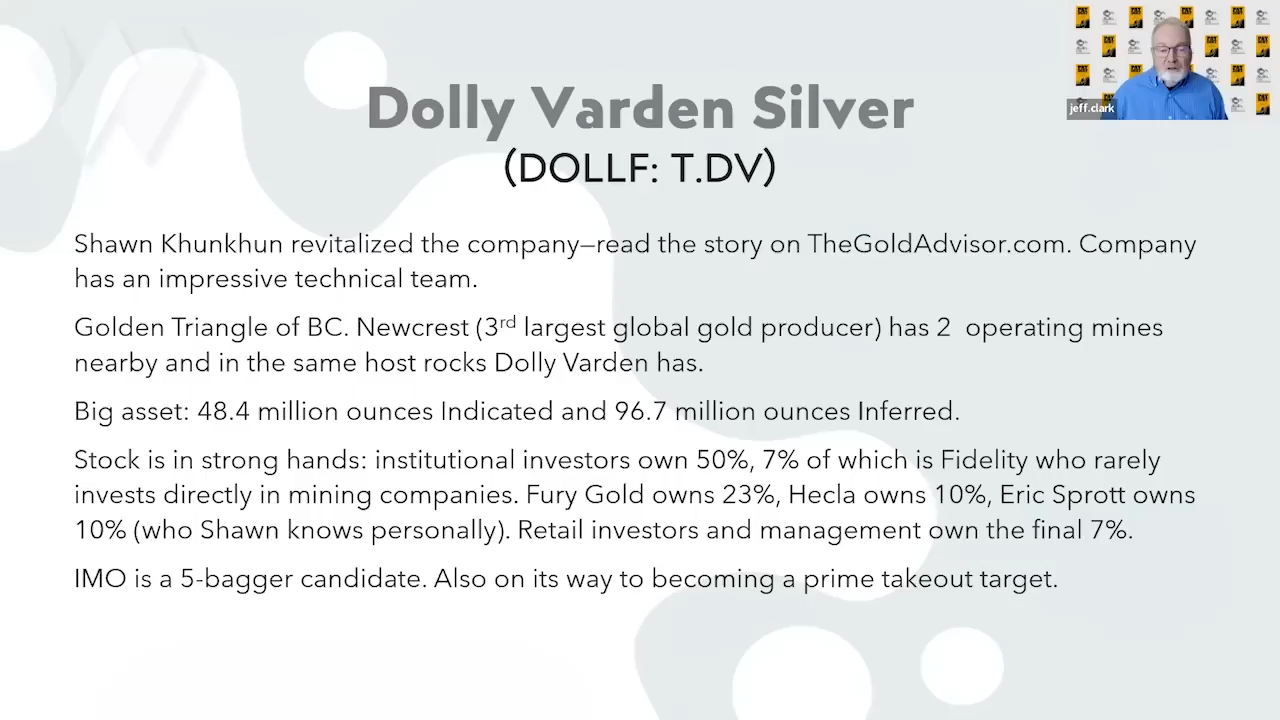 Dolly Varden Silver
(DOLLF: T.DV)
jeff.clark
Shawn Khunkhun revitalized the company—read the story on TheGoldAdvisor.com. Company
has an impressive technical team.
Golden Triangle of BC. Newcrest (3rd largest global gold producer) has 2  operating mines
nearby and in the same host rocks Dolly Varden has.
Big asset: 48.4 million ounces Indicated and 96.7 million ounces Inferred.
Stock is in strong hands: institutional investors own 50%, 7% of which is Fidelity who rarely
invests directly in mining companies. Fury Gold owns 23%, Hecla owns 10%, Eric Sprott owns
10% (who Shawn knows personally). Retail investors and management own the final 7%.
IMO is a 5-bagger candidate. Also on its way to becoming a prime takeout target.